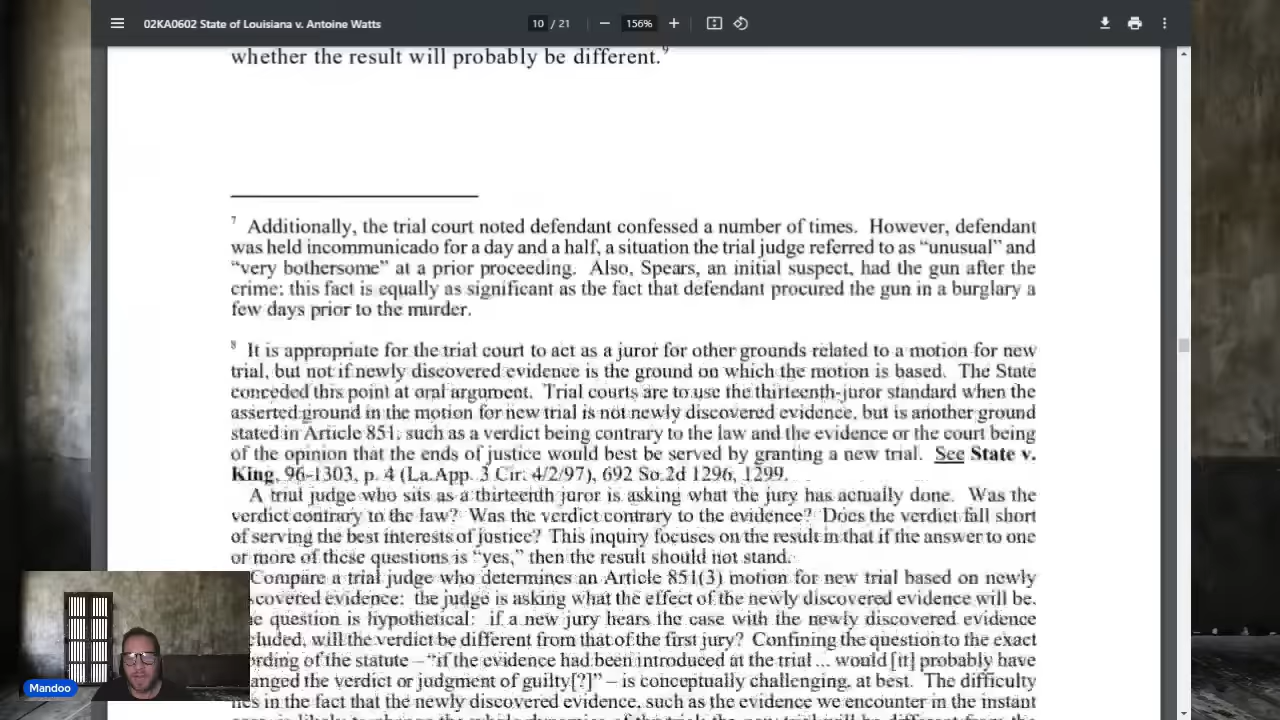 02KA0602 State of Louisiana v. Antoine Watts
10 / 21
156%
whether the result will probably be different.9
7 Additionally, the trial court noted defendant confessed a number of times. However, defendant
was held incommunicado for a day and a half, a situation the trial judge referred to as “unusual” and
“very bothersome” at a prior proceeding. Also, Spears, an initial suspect, had the gun after the
crime; this fact is equally as significant as the fact that defendant procured the gun in a burglary a
few days prior to the murder.
8 It is appropriate for the trial court to act as a juror for other grounds related to a motion for new
trial, but not if newly discovered evidence is the ground on which the motion is based. The State
conceded this point at oral argument. Trial courts are to use the thirteenth-juror standard when the
asserted ground in the motion for new trial is not newly discovered evidence, but is another ground
stated in Article 851, such as a verdict being contrary to the law and the evidence or the court being
of the opinion that the ends of justice would best be served by granting a new trial. See State v.
King, 96-1303, p. 4 (La.App. 3 Cir. 4/2/97), 692 So.2d 1296, 1299.
A trial judge who sits as a thirteenth juror is asking what the jury has actually done. Was the
verdict contrary to the law? Was the verdict contrary to the evidence? Does the verdict fall short
of serving the best interests of justice? This inquiry focuses on the result in that if the answer to one
or more of these questions is “yes,” then the result should not stand.
Compare a trial judge who determines an Article 851(3) motion for new trial based on newly
covered evidence: the judge is asking what the effect of the newly discovered evidence will be.
e question is hypothetical: if a new jury hears the case with the newly discovered evidence
cluded, will the verdict be different from that of the first jury? Confining the question to the exact
rding of the statute – “if the evidence had been introduced at the trial ... would [it] probably have
anged the verdict or judgment of guilty[?]” – is conceptually challenging, at best. The difficulty
lies in the fact that the newly discovered evidence, such as the evidence we encounter in the instant
Mandoo